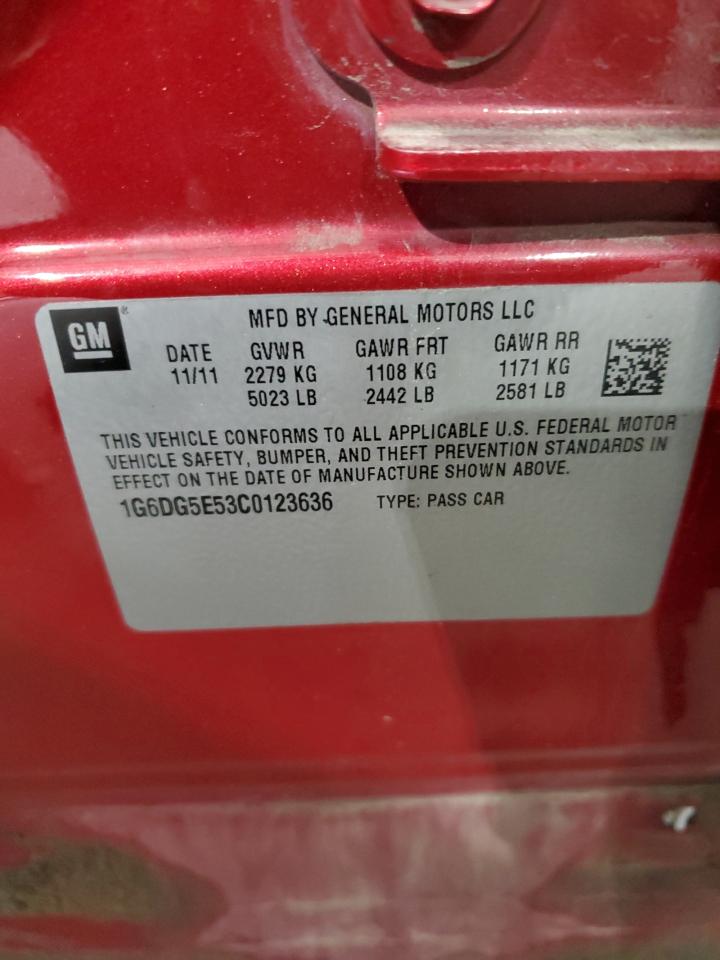 GM ®
MFD BY GENERAL MOTORS LLC
DATE GVWR GAWR FRT GAWR RR
11/11 2279 KG 1108 KG 1171 KG
5023 LB 2442 LB 2581 LB
THIS VEHICLE CONFORMS TO ALL APPLICABLE U.S. FEDERAL MOTOR
VEHICLE SAFETY, BUMPER, AND THEFT PREVENTION STANDARDS IN
EFFECT ON THE DATE OF MANUFACTURE SHOWN ABOVE.
1G6DG5E53C0123636 TYPE: PASS CAR